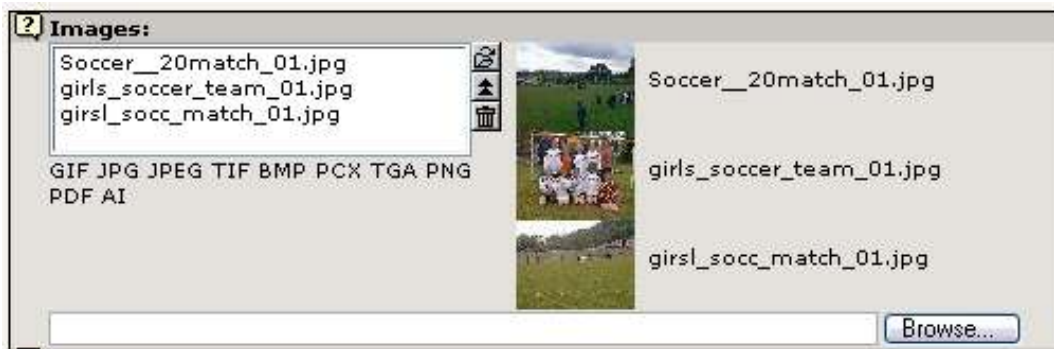 ? Images:
Soccer__20match_01.jpg
girls_soccer_team_01.jpg
girsl_socc_match_01.jpg
GIF JPG JPEG TIF BMP PCX TGA PNG
PDF AI
Soccer__20match_01.jpg
girls_soccer_team_01.jpg
girsl_socc_match_01.jpg
Browse...